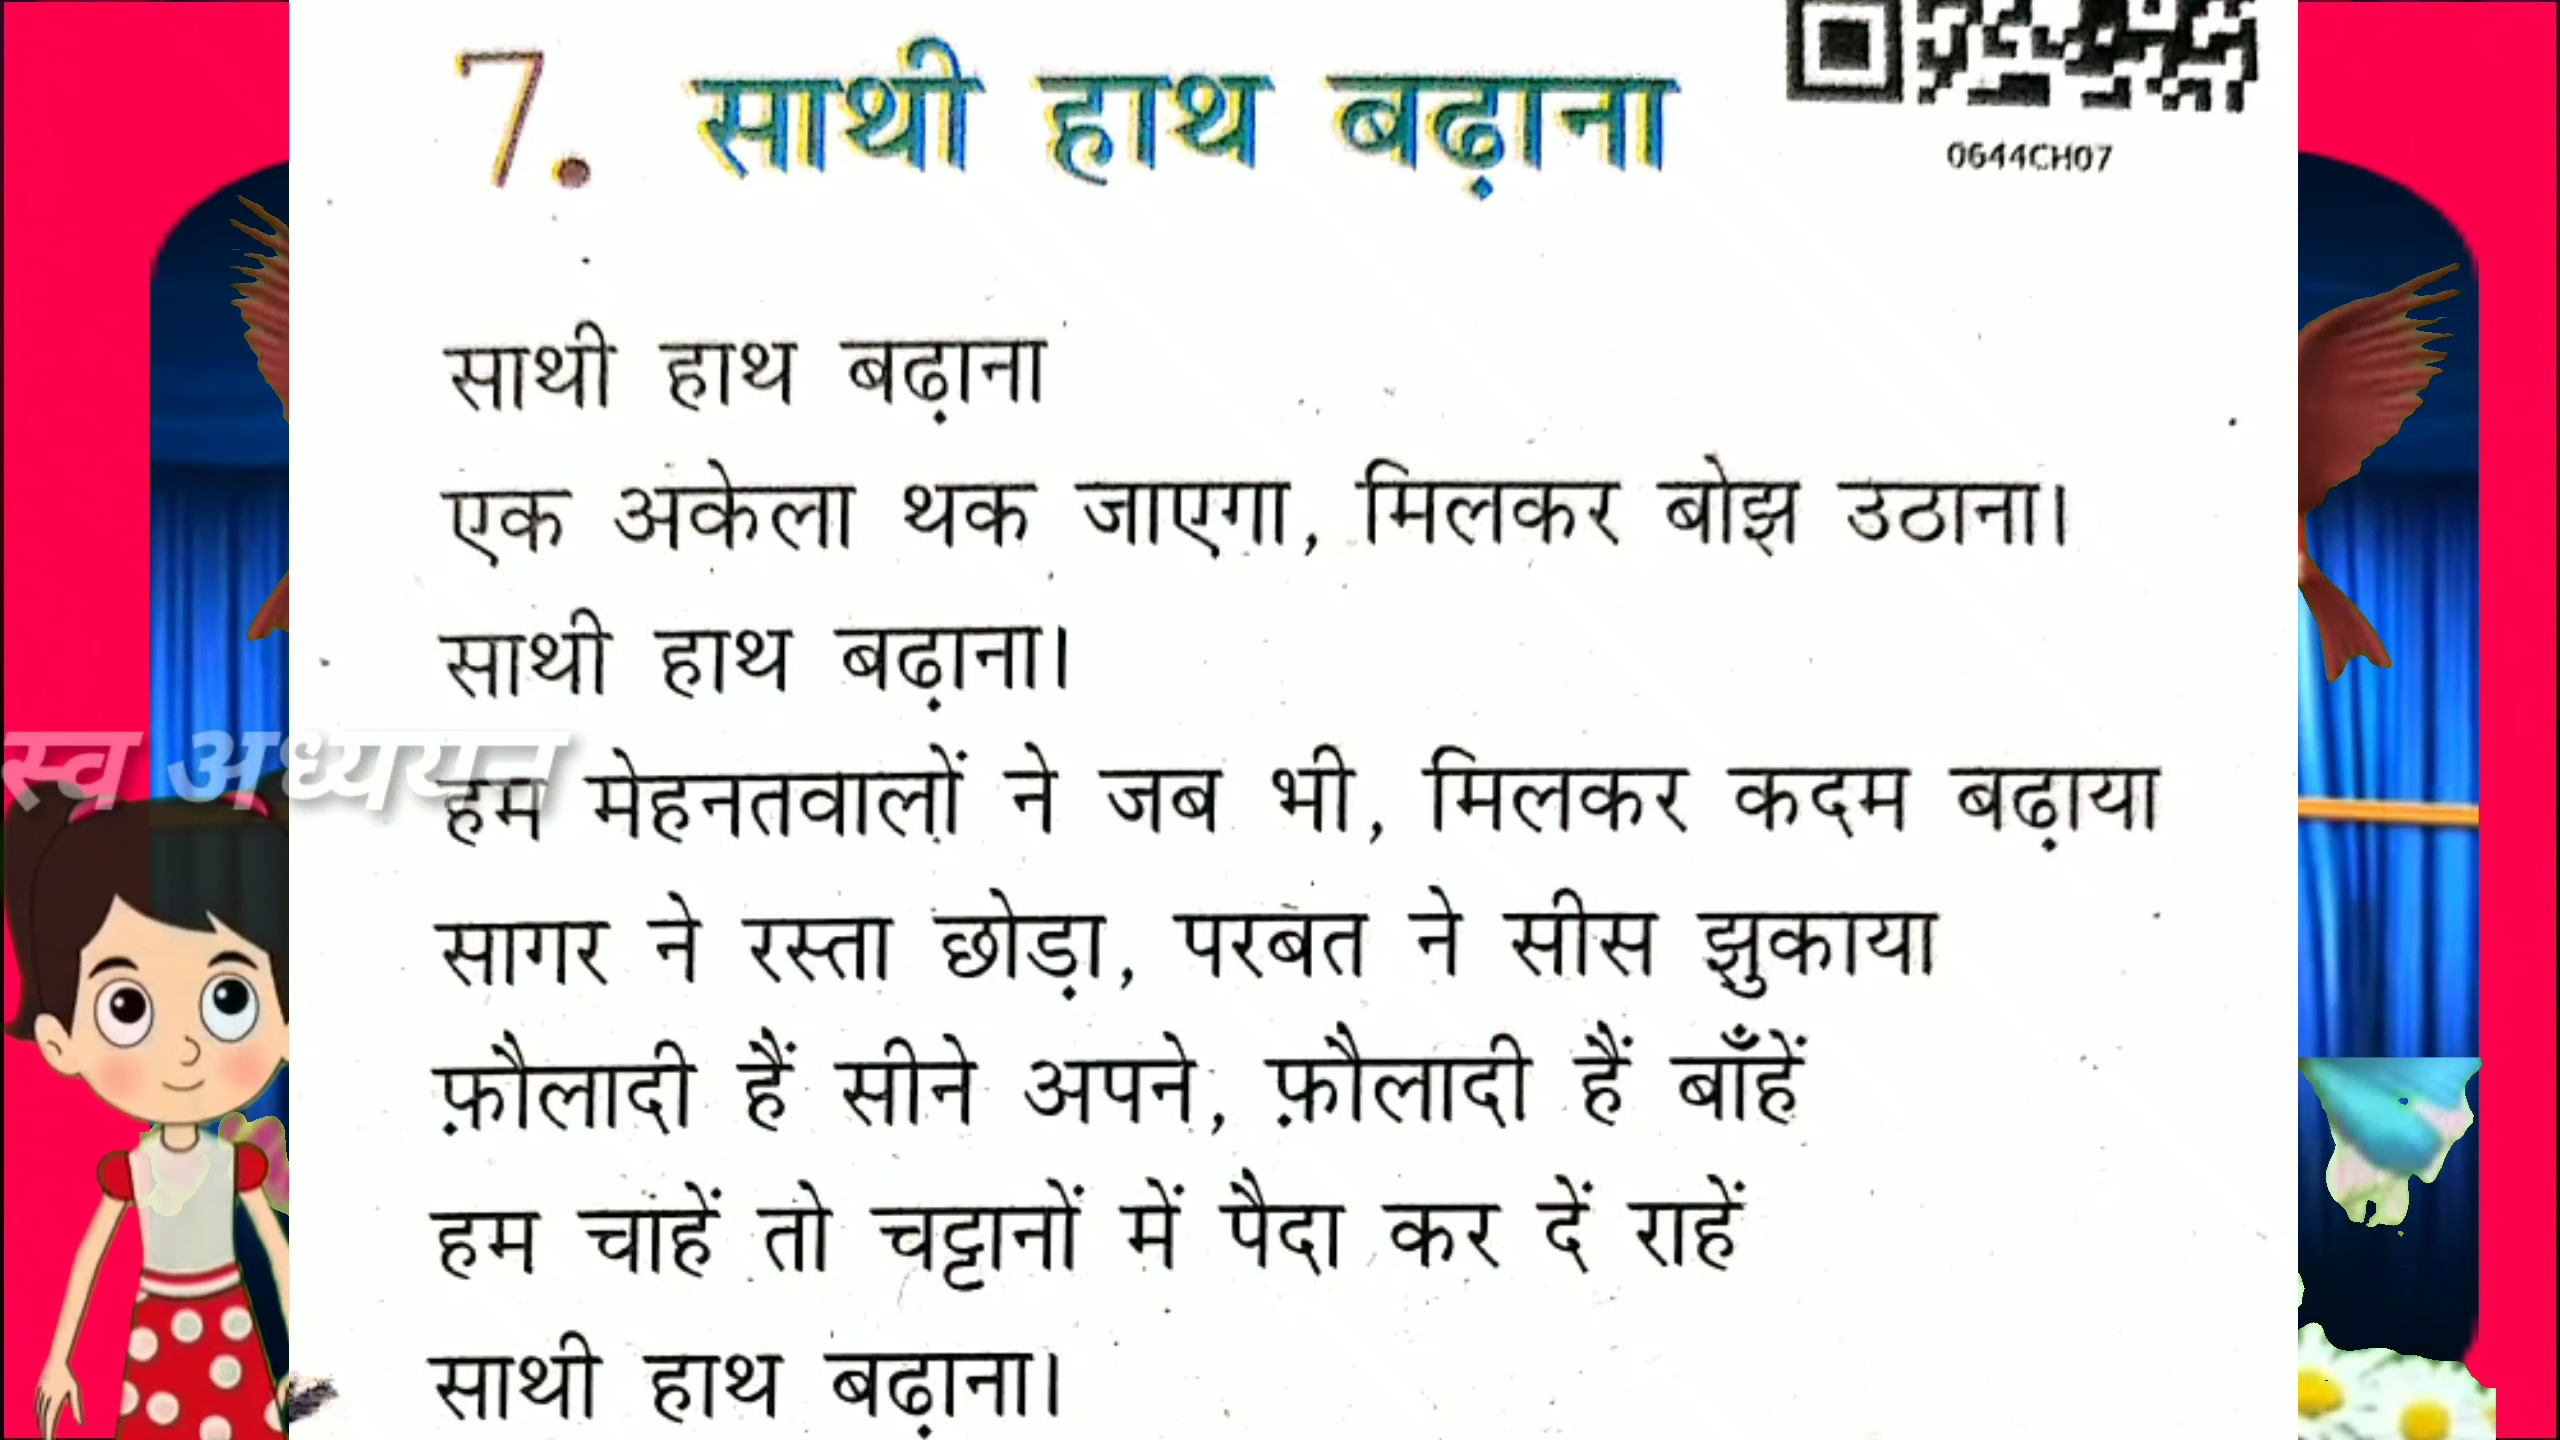 7. साथी हाथ बढ़ाना
0644CH07
साथी हाथ बढ़ाना
एक अकेला थक जाएगा, मिलकर बोझ उठाना।
साथी हाथ बढ़ाना।
स्व अध्ययन
हम मेहनतवालों ने जब भी, मिलकर कदम बढ़ाया
सागर ने रस्ता छोड़ा, परबत ने सीस झुकाया
फ़ौलादी हैं सीने अपने, फ़ौलादी हैं बाँहें
हम चाहें तो चट्टानों में पैदा कर दें राहें
साथी हाथ बढ़ाना।